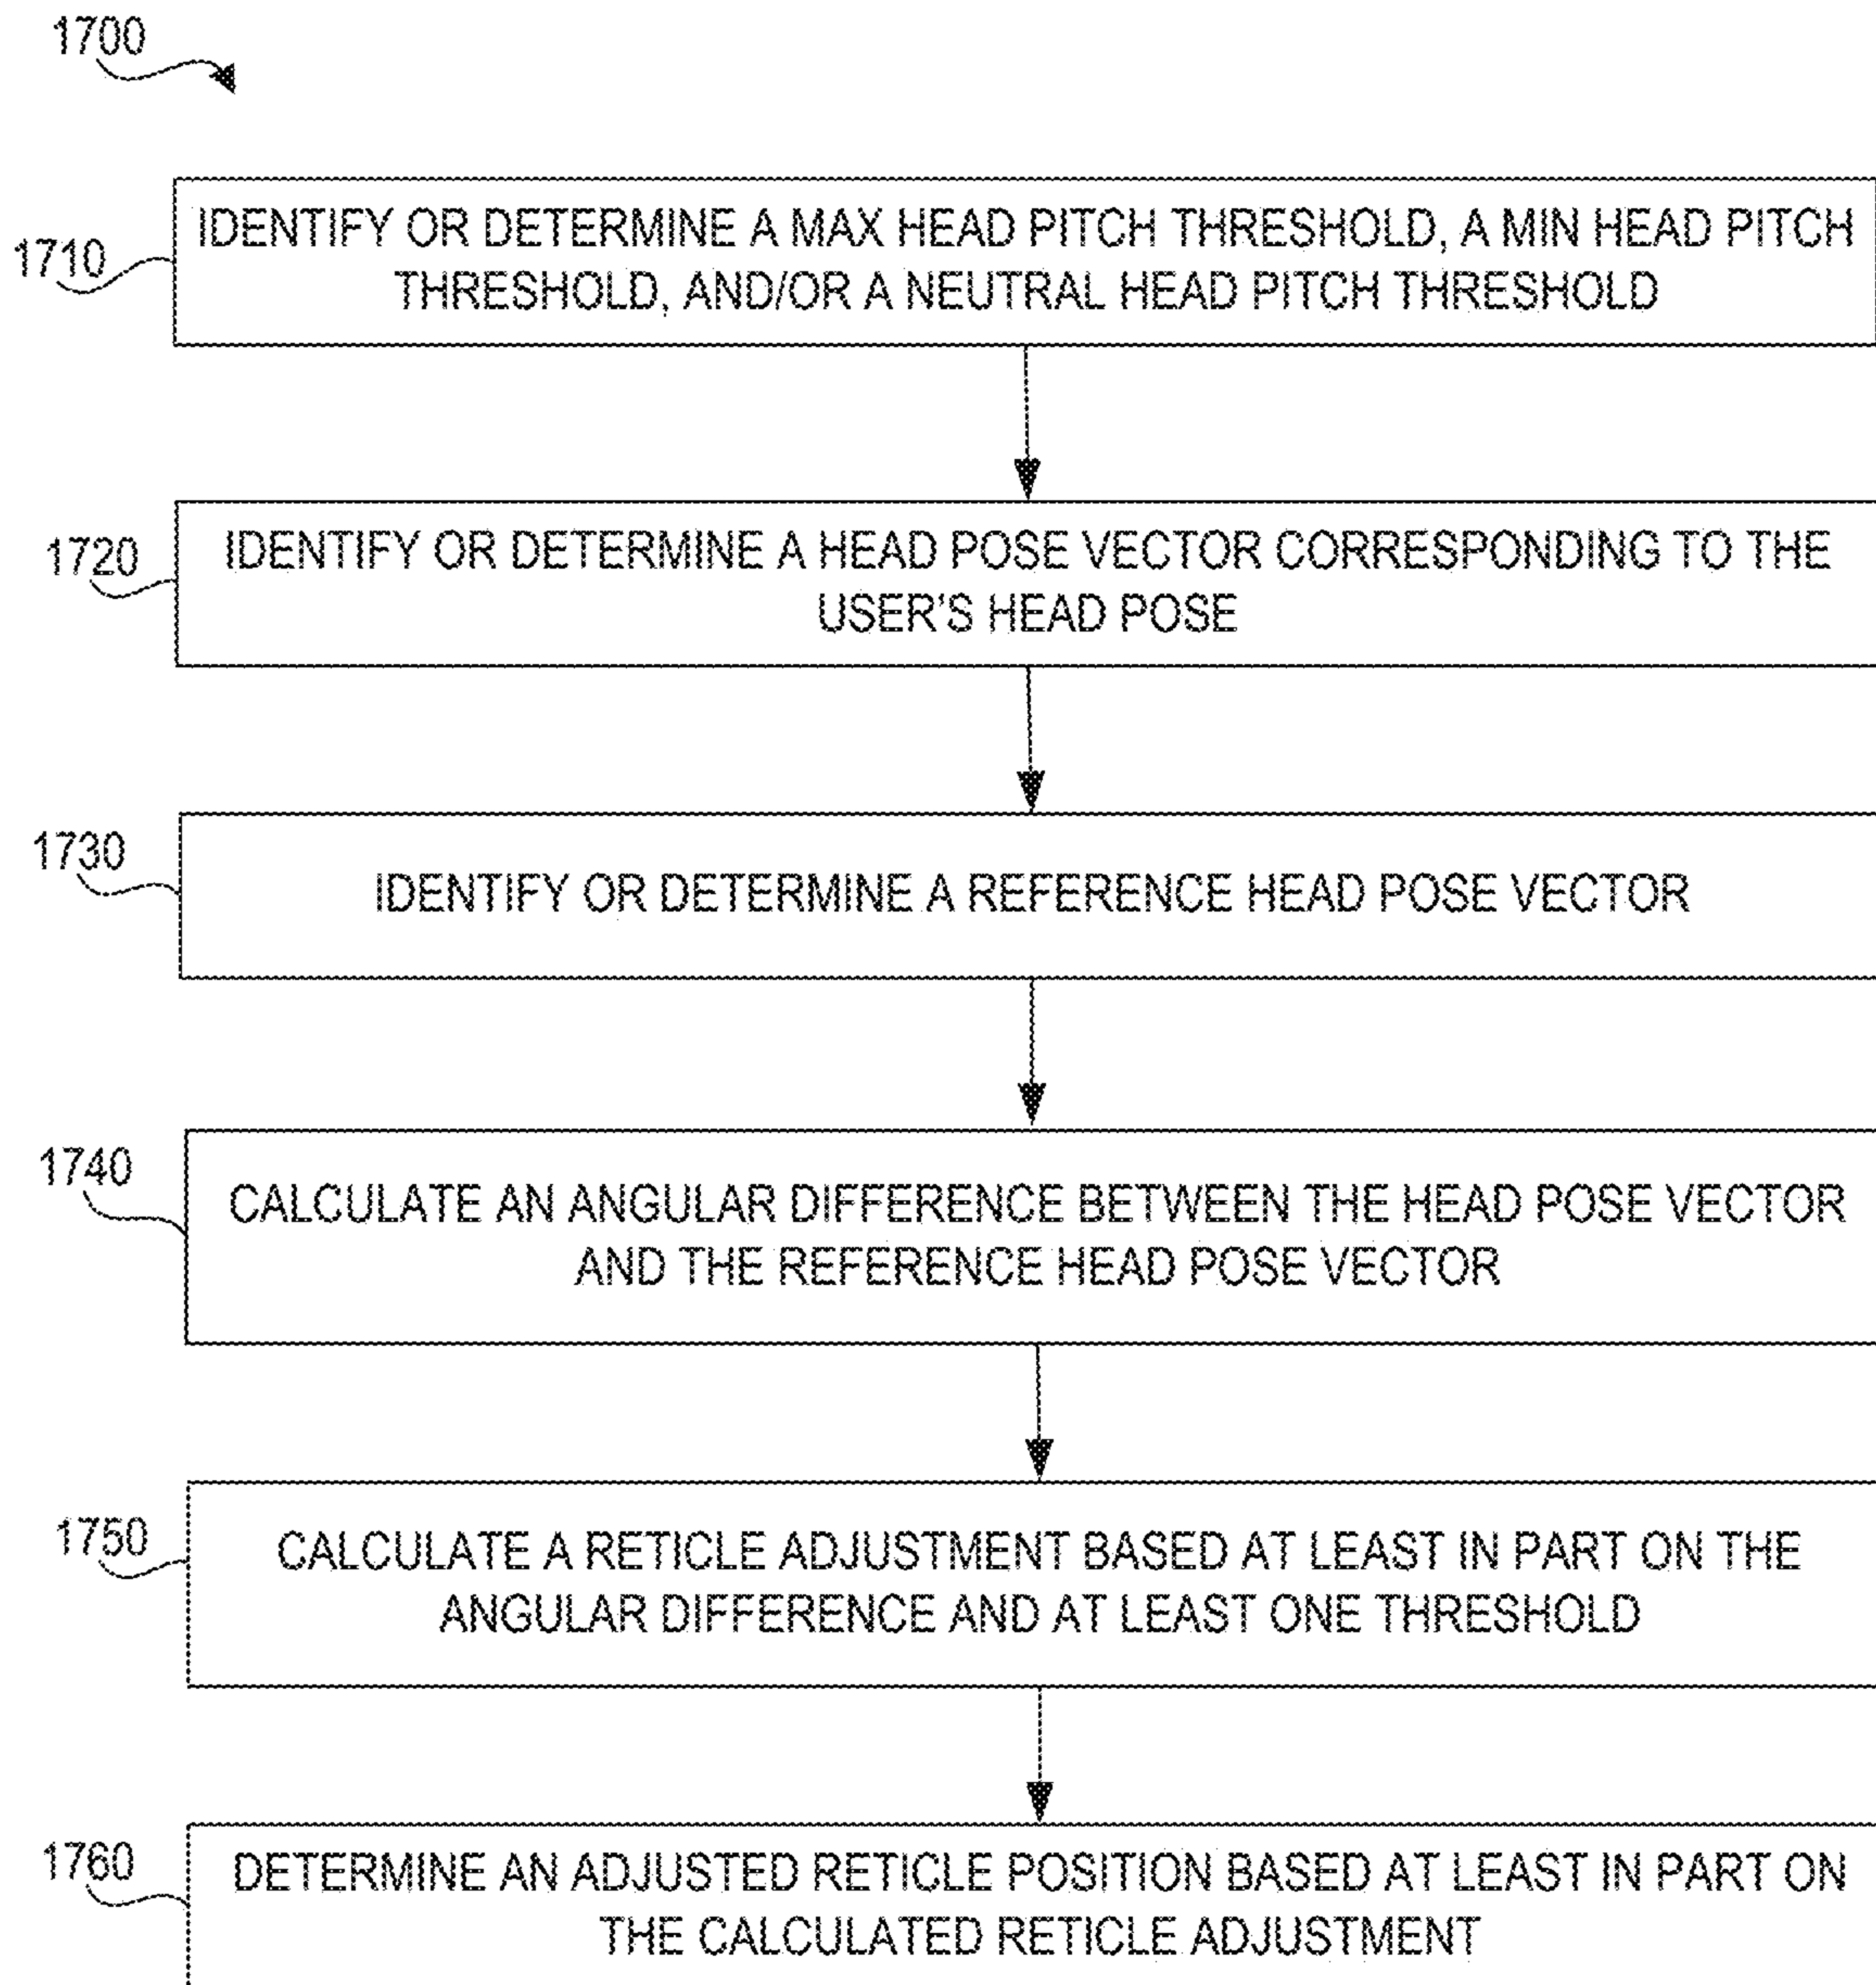 1700
1710
IDENTIFY OR DETERMINE A MAX HEAD PITCH THRESHOLD, A MIN HEAD PITCH
THRESHOLD, AND/OR A NEUTRAL HEAD PITCH THRESHOLD
1720
IDENTIFY OR DETERMINE A HEAD POSE VECTOR CORRESPONDING TO THE
USER'S HEAD POSE
1730
IDENTIFY OR DETERMINE A REFERENCE HEAD POSE VECTOR
1740
CALCULATE AN ANGULAR DIFFERENCE BETWEEN THE HEAD POSE VECTOR
AND THE REFERENCE HEAD POSE VECTOR
1750
CALCULATE A RETICLE ADJUSTMENT BASED AT LEAST IN PART ON THE
ANGULAR DIFFERENCE AND AT LEAST ONE THRESHOLD
1760
DETERMINE AN ADJUSTED RETICLE POSITION BASED AT LEAST IN PART ON
THE CALCULATED RETICLE ADJUSTMENT